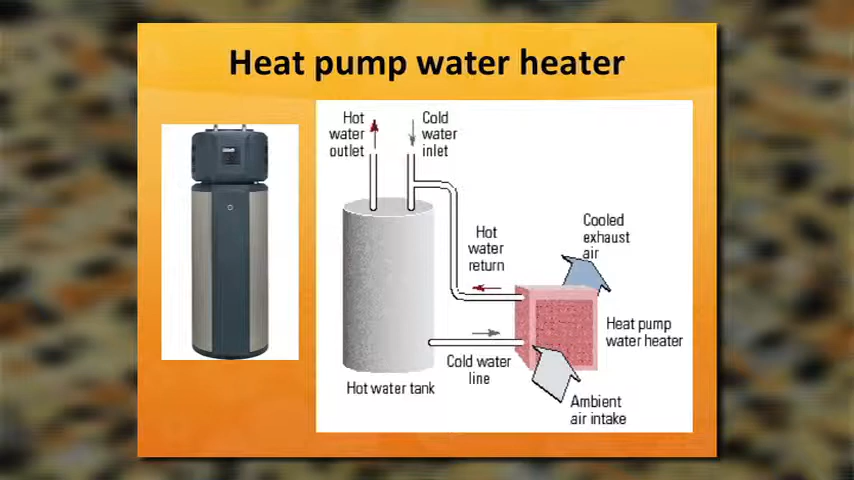 Heat pump water heater
Hot
water
outlet
Cold
water
inlet
Hot
water
return
Cooled
exhaust
air
Heat pump
water heater
Cold water
line
Hot water tank
Ambient
air intake